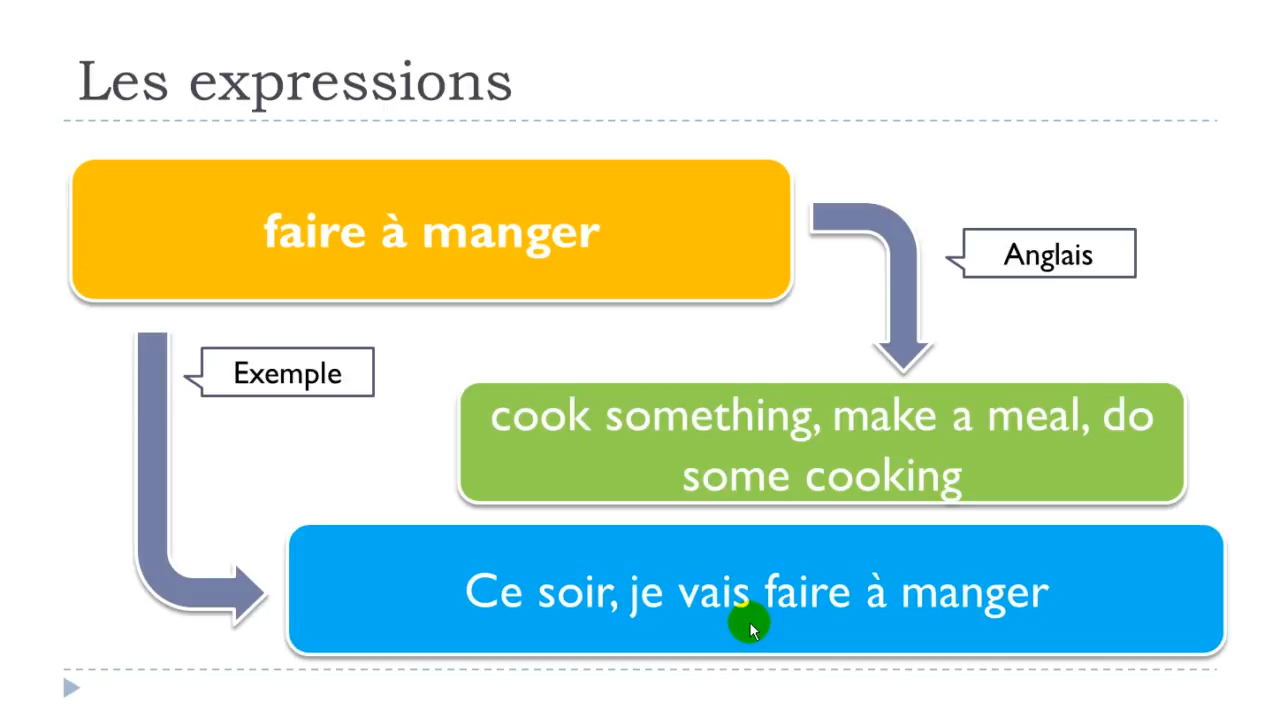 Les expressions
faire à manger
Anglais
Exemple
cook something, make a meal, do
some cooking
Ce soir, je vais faire à manger